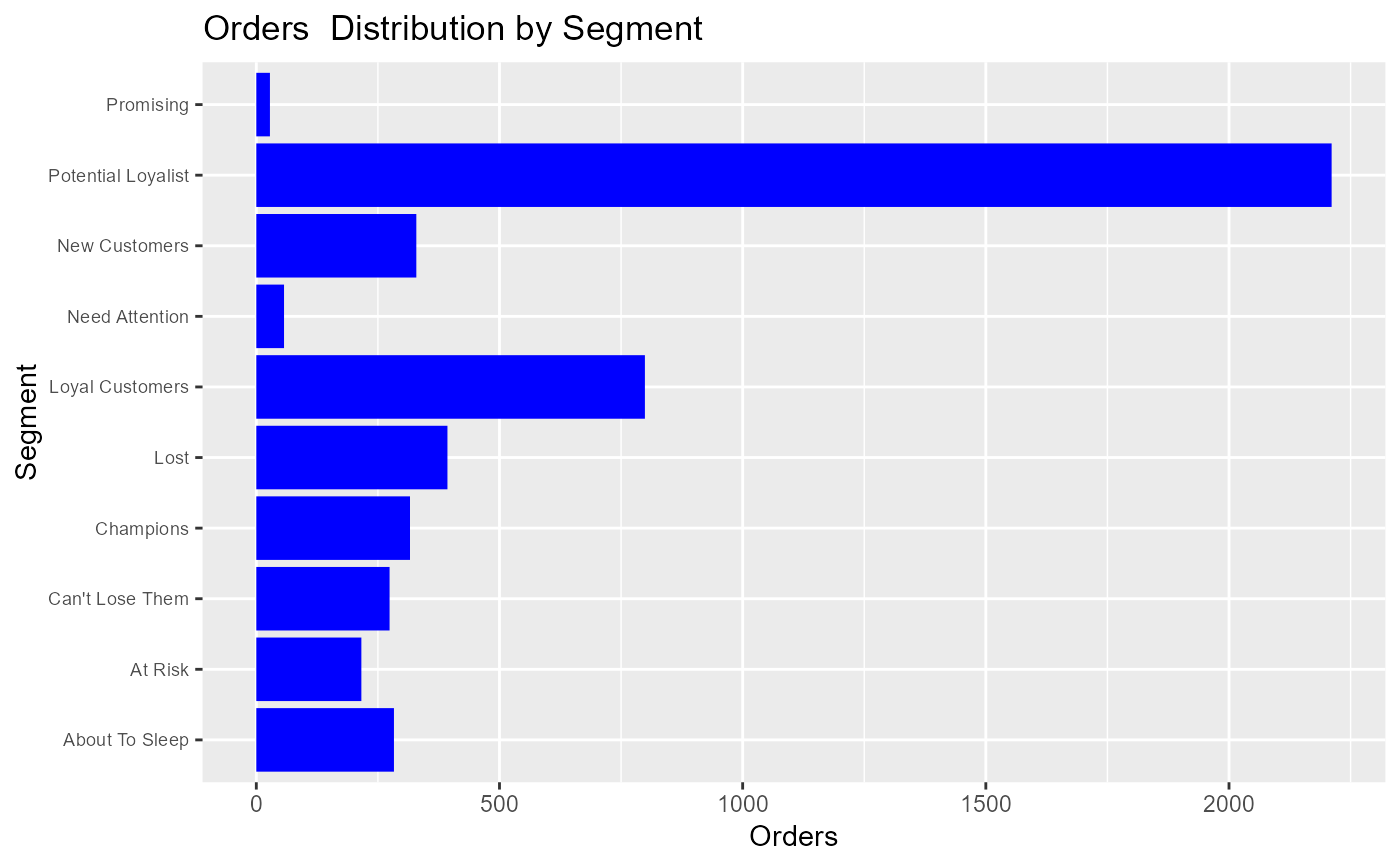 Orders  Distribution by Segment
Promising
Potential Loyalist
New Customers
Need Attention
Loyal Customers
Lost
Champions
Can't Lose Them
At Risk
About To Sleep
Segment
0 500 1000 1500 2000
Orders